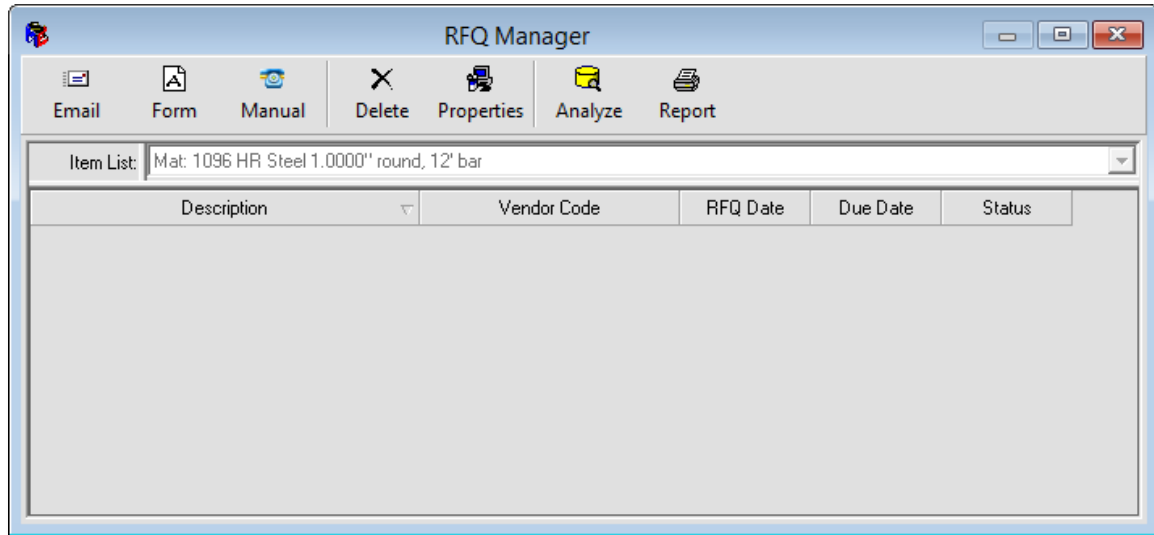 RFQ Manager
Email Form Manual Delete Properties Analyze Report
Item List: Mat: 1096 HR Steel 1.0000" round, 12' bar
Description Vendor Code RFQ Date Due Date Status